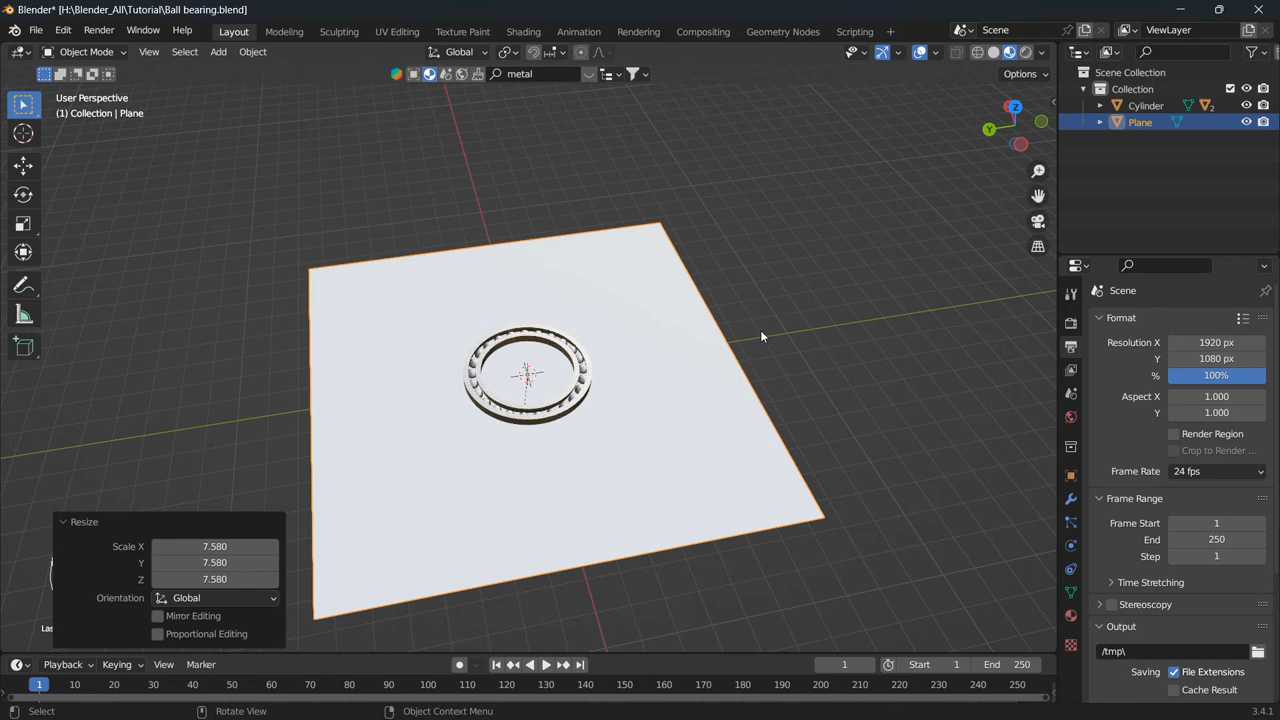 Blender* [H:\Blender_All\Tutorial\Ball bearing.blend]
File Edit Render Window Help Layout Modeling Sculpting UV Editing Texture Paint Shading Animation Rendering Compositing Geometry Nodes Scripting + Scene ViewLayer
Object Mode View Select Add Object Global
metal Options
User Perspective
(1) Collection | Plane
Z
Y
Scene Collection
Collection
Cylinder 2
Plane
Scene
Format
Resolution X 1920 px
Y 1080 px
% 100%
Aspect X 1.000
Y 1.000
Render Region
Crop to Render ...
Frame Rate 24 fps
Frame Range
Frame Start 1
End 250
Step 1
Time Stretching
Stereoscopy
Output
/tmp\
Saving File Extensions
Cache Result
Resize
Scale X 7.580
Y 7.580
Z 7.580
Orientation Global
Mirror Editing
Proportional Editing
Las
Playback Keying View Marker 1 Start 1 End 250
1 10 20 30 40 50 60 70 80 90 100 110 120 130 140 150 160 170 180 190 200 210 220 230 240 250
Select Rotate View Object Context Menu 3.4.1